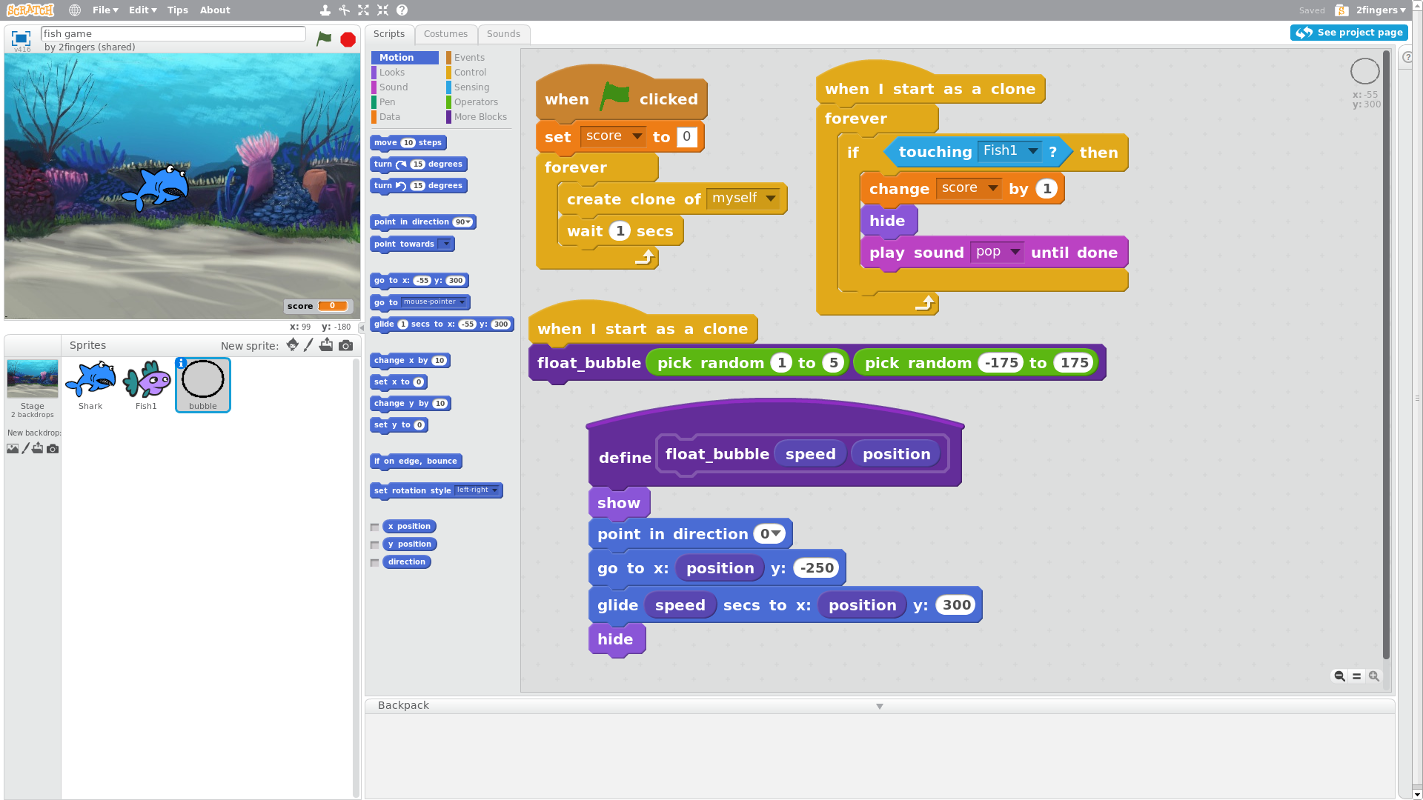 SCRATCH File Edit Tips About Saved 2fingers
fish game
by 2fingers (shared)
v416
Scripts Costumes Sounds
See project page
Motion Events
Looks Control
Sound Sensing
Pen Operators
Data More Blocks
move 10 steps
turn 15 degrees
turn 15 degrees
point in direction 90
point towards
go to x: -55 y: 300
go to mouse-pointer
glide 1 secs to x: -55 y: 300
change x by 10
set x to 0
change y by 10
set y to 0
if on edge, bounce
set rotation style left-right
x position
y position
direction
score 0
x: 99 y: -180
Sprites New sprite:
Stage
2 backdrops
New backdrop:
Shark
Fish1
i
bubble
when clicked
set score to 0
forever
create clone of myself
wait 1 secs
when I start as a clone
forever
if touching Fish1 ? then
change score by 1
hide
play sound pop until done
x: -55
y: 300
when I start as a clone
float_bubble pick random 1 to 5 pick random -175 to 175
define float_bubble speed position
show
point in direction 0
go to x: position y: -250
glide speed secs to x: position y: 300
hide
Backpack